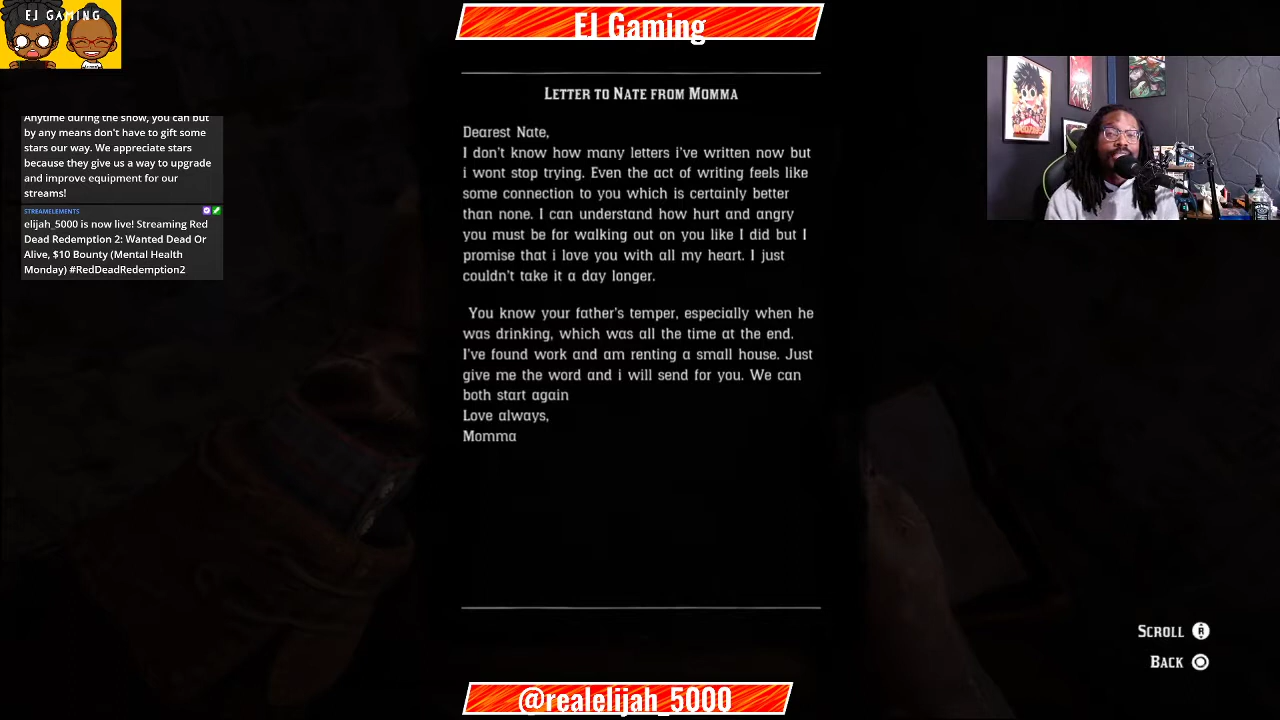 EJ GAMING
EJ Gaming
Anytime during the show, you can but
by any means don't have to gift some
stars our way. We appreciate stars
because they give us a way to upgrade
and improve equipment for our
streams!
STREAMELEMENTS
elijah_5000 is now live! Streaming Red
Dead Redemption 2: Wanted Dead Or
Alive, $10 Bounty (Mental Health
Monday) #RedDeadRedemption2
LETTER TO NATE FROM MOMMA
Dearest Nate,
I don't know how many letters i've written now but
i wont stop trying. Even the act of writing feels like
some connection to you which is certainly better
than none. I can understand how hurt and angry
you must be for walking out on you like I did but I
promise that i love you with all my heart. I just
couldn't take it a day longer.
You know your father's temper, especially when he
was drinking, which was all the time at the end.
I've found work and am renting a small house. Just
give me the word and i will send for you. We can
both start again
Love always,
Momma
SCROLL R
BACK
@realelijah_5000